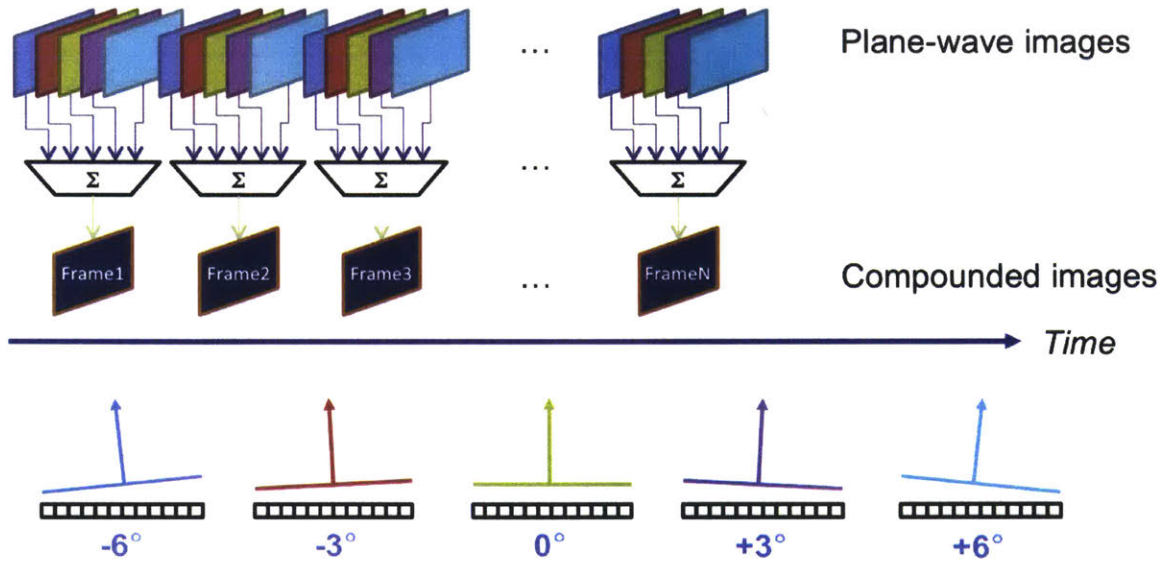 ... Plane-wave images
Σ Σ Σ ... Σ
Frame1 Frame2 Frame3 ... FrameN Compounded images
Time
-6° -3° 0° +3° +6°